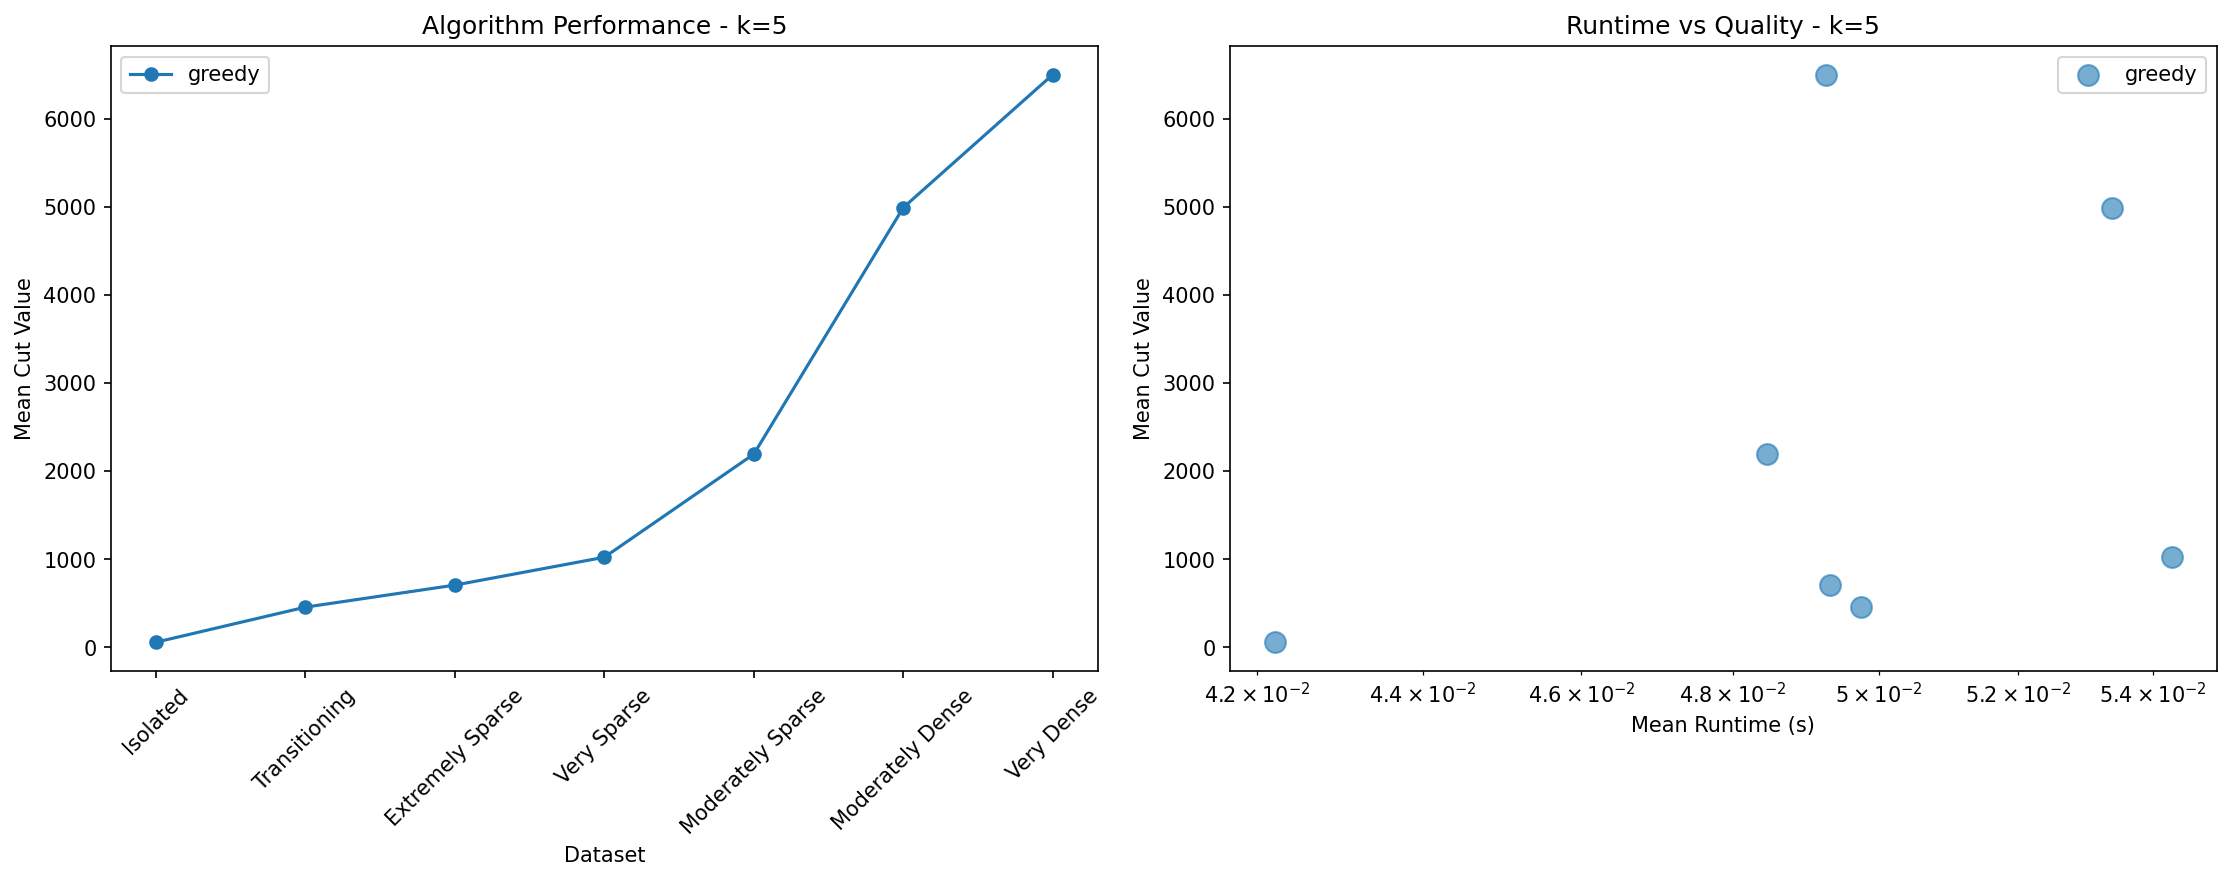 Algorithm Performance - k=5
greedy
Mean Cut Value
6000
5000
4000
3000
2000
1000
0
Isolated
Transitioning
Extremely Sparse
Very Sparse
Moderately Sparse
Moderately Dense
Very Dense
Dataset
Runtime vs Quality - k=5
greedy
Mean Cut Value
6000
5000
4000
3000
2000
1000
0
4.2 × 10⁻² 4.4 × 10⁻² 4.6 × 10⁻² 4.8 × 10⁻² 5 × 10⁻² 5.2 × 10⁻² 5.4 × 10⁻²
Mean Runtime (s)